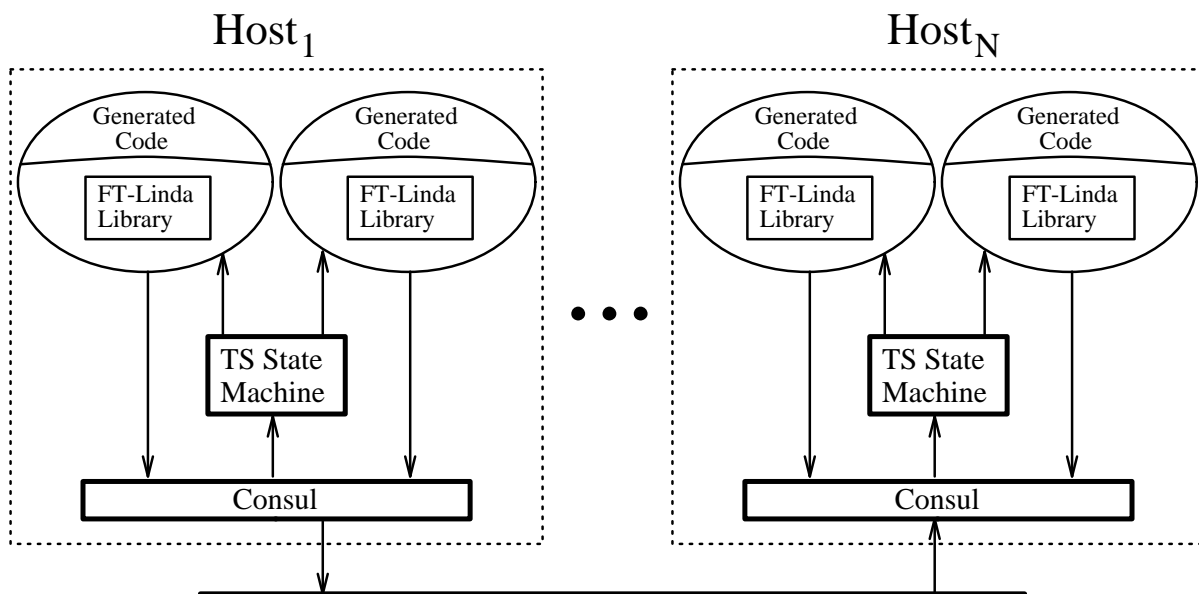 Host1
HostN
Generated
Code
Generated
Code
FT-Linda
Library
FT-Linda
Library
TS State
Machine
Consul
Generated
Code
Generated
Code
FT-Linda
Library
FT-Linda
Library
TS State
Machine
Consul